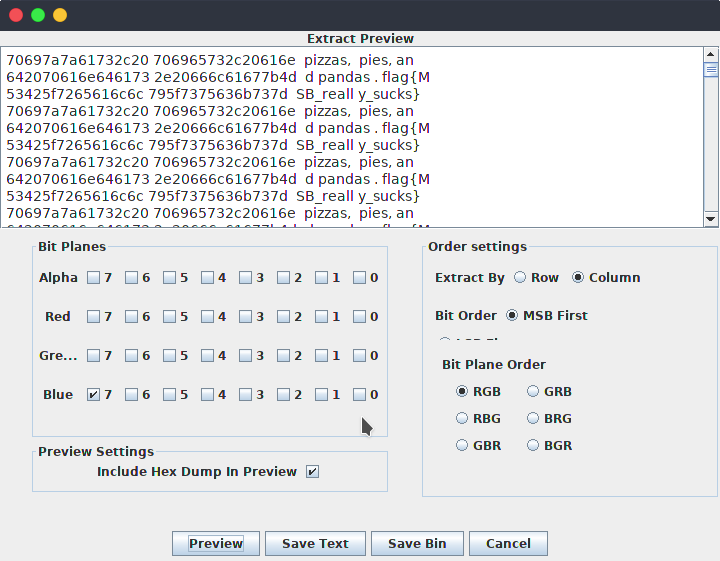 Extract Preview
70697a7a61732c20 706965732c20616e  pizzas,  pies, an
642070616e646173 2e20666c61677b4d  d pandas . flag{M
53425f7265616c6c 795f7375636b737d  SB_reall y_sucks}
70697a7a61732c20 706965732c20616e  pizzas,  pies, an
642070616e646173 2e20666c61677b4d  d pandas . flag{M
53425f7265616c6c 795f7375636b737d  SB_reall y_sucks}
70697a7a61732c20 706965732c20616e  pizzas,  pies, an
642070616e646173 2e20666c61677b4d  d pandas . flag{M
53425f7265616c6c 795f7375636b737d  SB_reall y_sucks}
70697a7a61732c20 706965732c20616e  pizzas,  pies, an
Bit Planes
Alpha 7 6 5 4 3 2 1 0
Red 7 6 5 4 3 2 1 0
Gre... 7 6 5 4 3 2 1 0
Blue 7 6 5 4 3 2 1 0
Preview Settings
Include Hex Dump In Preview
Order settings
Extract By Row Column
Bit Order MSB First
Bit Plane Order
RGB GRB
RBG BRG
GBR BGR
Preview Save Text Save Bin Cancel